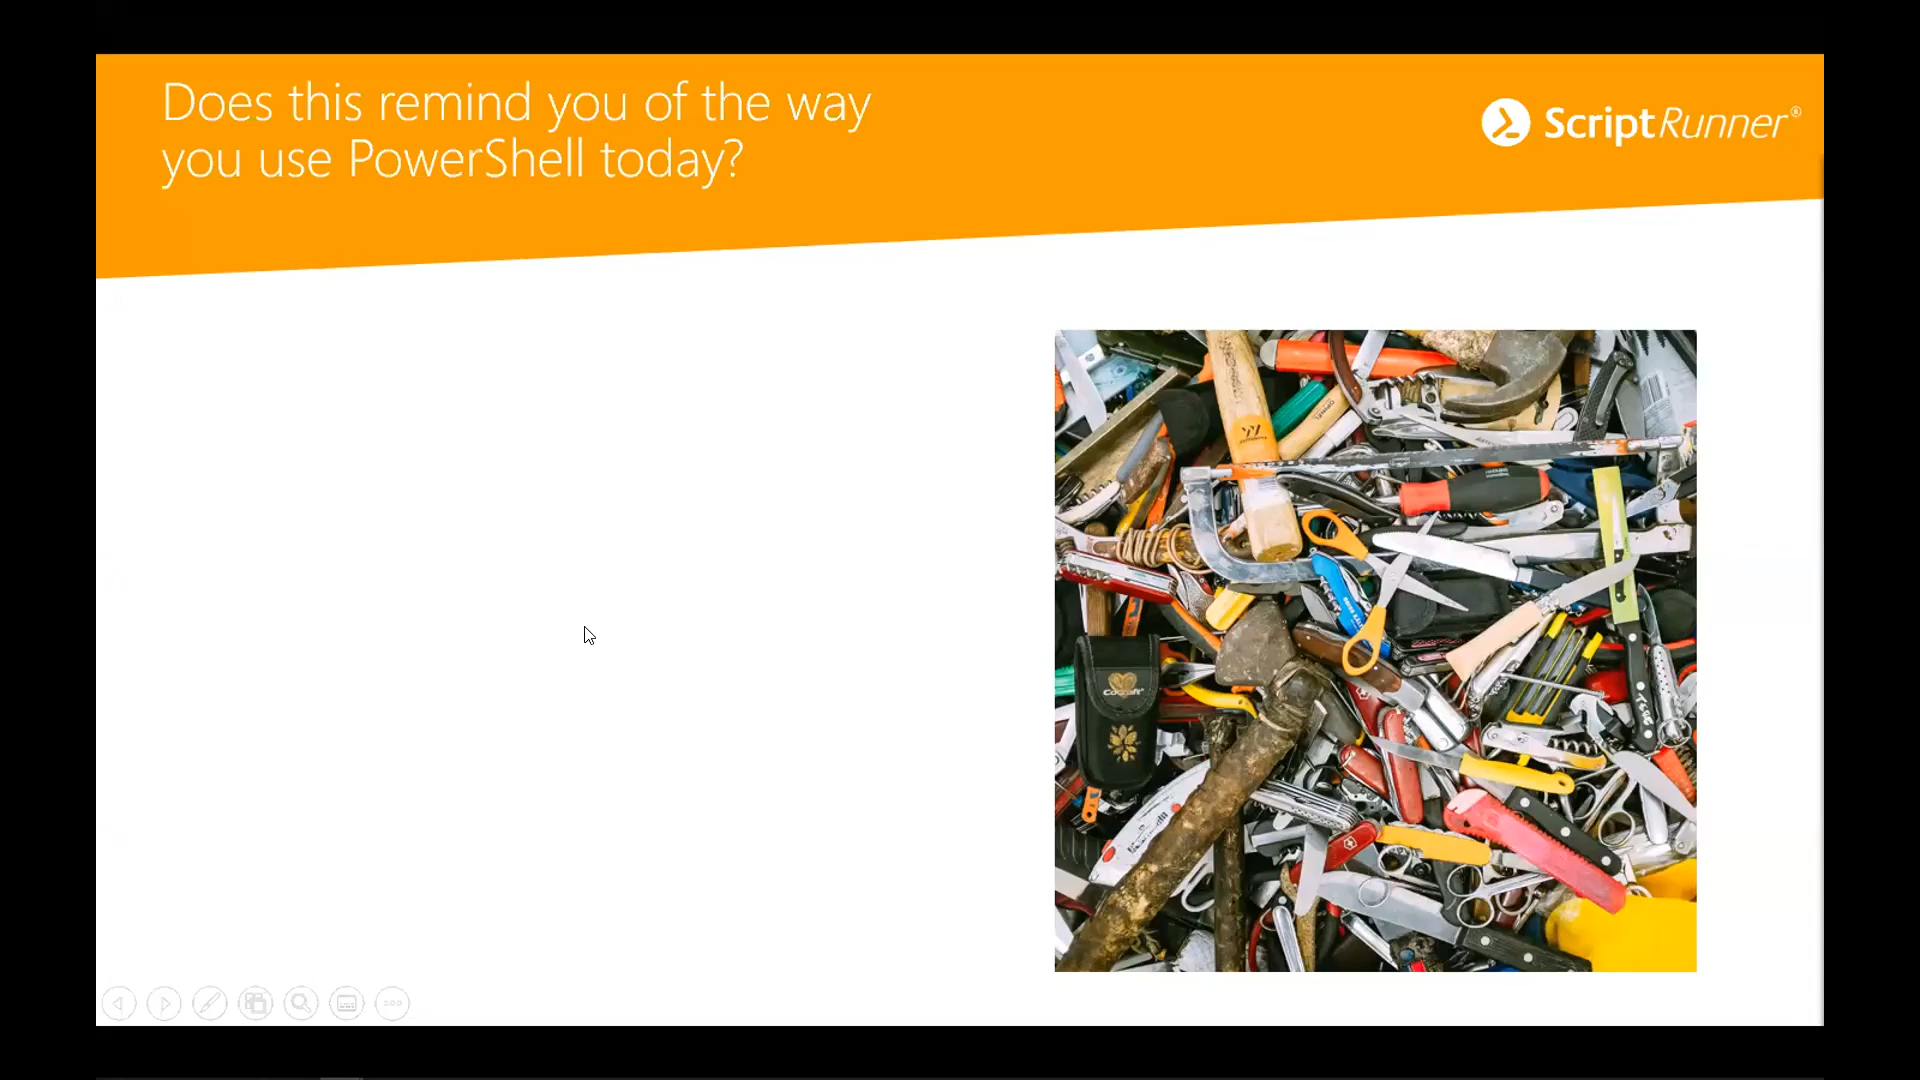 Does this remind you of the way
you use PowerShell today?
ScriptRunner®